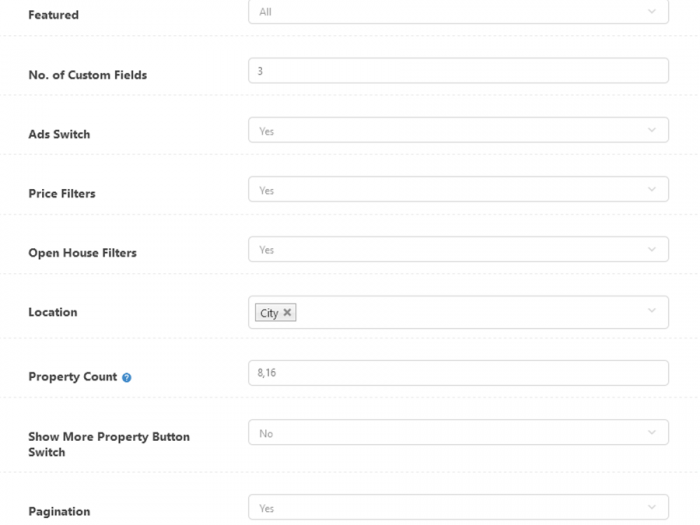 Featured
All
No. of Custom Fields
3
Ads Switch
Yes
Price Filters
Yes
Open House Filters
Yes
Location
City ✕
Property Count ?
8,16
Show More Property Button
Switch
No
Pagination
Yes